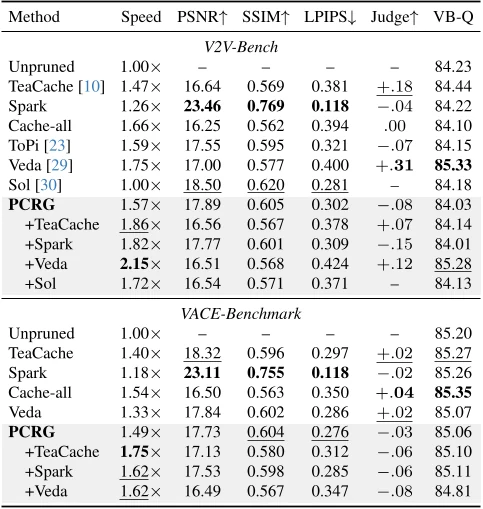 Method Speed PSNR↑ SSIM↑ LPIPS↓ Judge↑ VB-Q
V2V-Bench
Unpruned 1.00× – – – – 84.23
TeaCache [10] 1.47× 16.64 0.569 0.381 +.18 84.44
Spark 1.26× 23.46 0.769 0.118 −.04 84.22
Cache-all 1.66× 16.25 0.562 0.394 .00 84.10
ToPi [23] 1.59× 17.55 0.595 0.321 −.07 84.15
Veda [29] 1.75× 17.00 0.577 0.400 +.31 85.33
Sol [30] 1.00× 18.50 0.620 0.281 – 84.18
PCRG 1.57× 17.89 0.605 0.302 −.08 84.03
+TeaCache 1.86× 16.56 0.567 0.378 +.07 84.14
+Spark 1.82× 17.77 0.601 0.309 −.15 84.01
+Veda 2.15× 16.51 0.568 0.424 +.12 85.28
+Sol 1.72× 16.54 0.571 0.371 – 84.13
VACE-Benchmark
Unpruned 1.00× – – – – 85.20
TeaCache 1.40× 18.32 0.596 0.297 +.02 85.27
Spark 1.18× 23.11 0.755 0.118 −.02 85.26
Cache-all 1.54× 16.50 0.563 0.350 +.04 85.35
Veda 1.33× 17.84 0.602 0.286 +.02 85.07
PCRG 1.49× 17.73 0.604 0.276 −.03 85.06
+TeaCache 1.75× 17.13 0.580 0.312 −.06 85.10
+Spark 1.62× 17.53 0.598 0.285 −.06 85.11
+Veda 1.62× 16.49 0.567 0.347 −.08 84.81